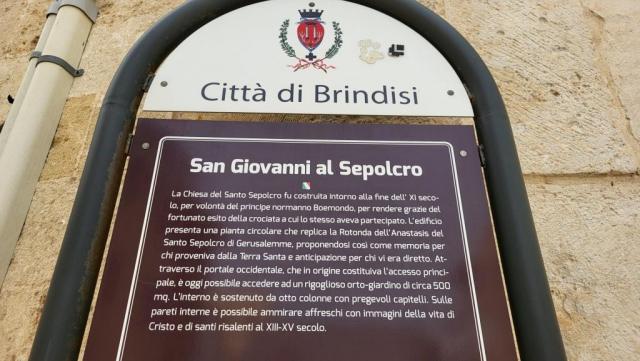 Città di Brindisi
San Giovanni al Sepolcro
La Chiesa del Santo Sepolcro fu costruita intorno alla fine dell' XI seco-
lo, per volontà del principe normanno Boemondo, per rendere grazie del
fortunato esito della crociata a cui lo stesso aveva partecipato. L'edificio
presenta una pianta circolare che replica la Rotonda dell'Anastasis del
Santo Sepolcro di Gerusalemme, proponendosi così come memoria per
chi proveniva dalla Terra Santa e anticipazione per chi vi era diretto. At-
traverso il portale occidentale, che in origine costituiva l'accesso princi-
pale, è oggi possibile accedere ad un rigoglioso orto-giardino di circa 500
mq. L'interno è sostenuto da otto colonne con pregevoli capitelli. Sulle
pareti interne è possibile ammirare affreschi con immagini della vita di
Cristo e di santi risalenti al XIII-XV secolo.